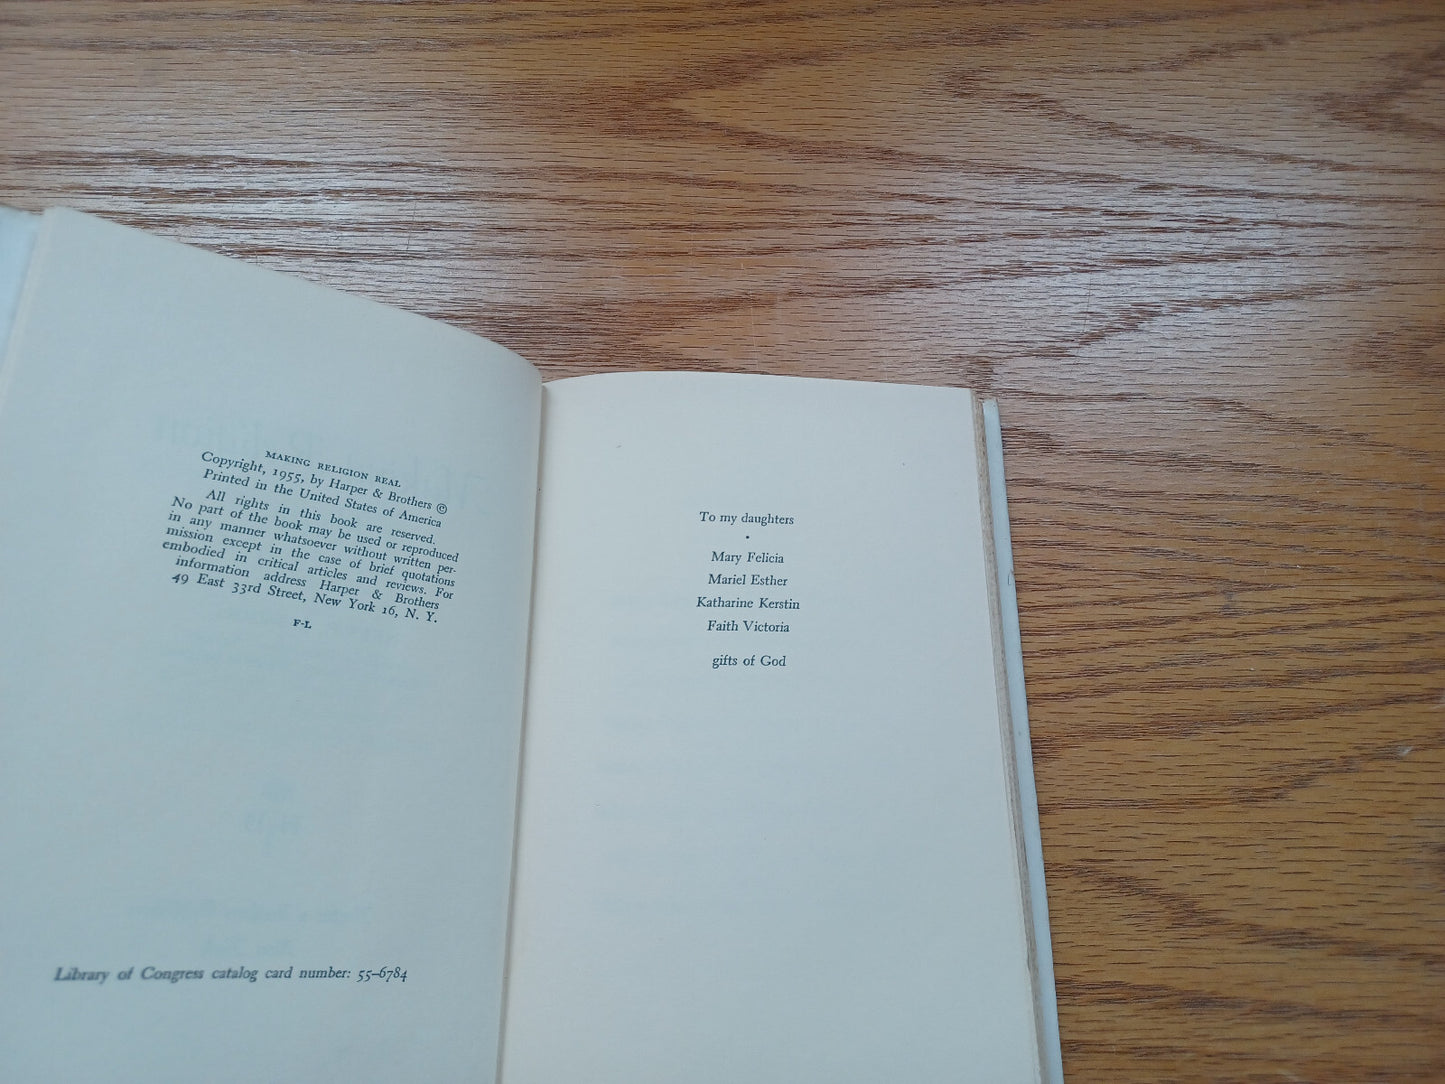 MAKING RELIGION REAL
Copyright, 1955, by Harper & Brothers ©
Printed in the United States of America
All rights in this book are reserved.
No part of the book may be used or reproduced
in any manner whatsoever without written per-
mission except in the case of brief quotations
embodied in critical articles and reviews. For
information address Harper & Brothers
49 East 33rd Street, New York 16, N. Y.
F-L
Library of Congress catalog card number: 55-6784
To my daughters
•
Mary Felicia
Mariel Esther
Katharine Kerstin
Faith Victoria
gifts of God